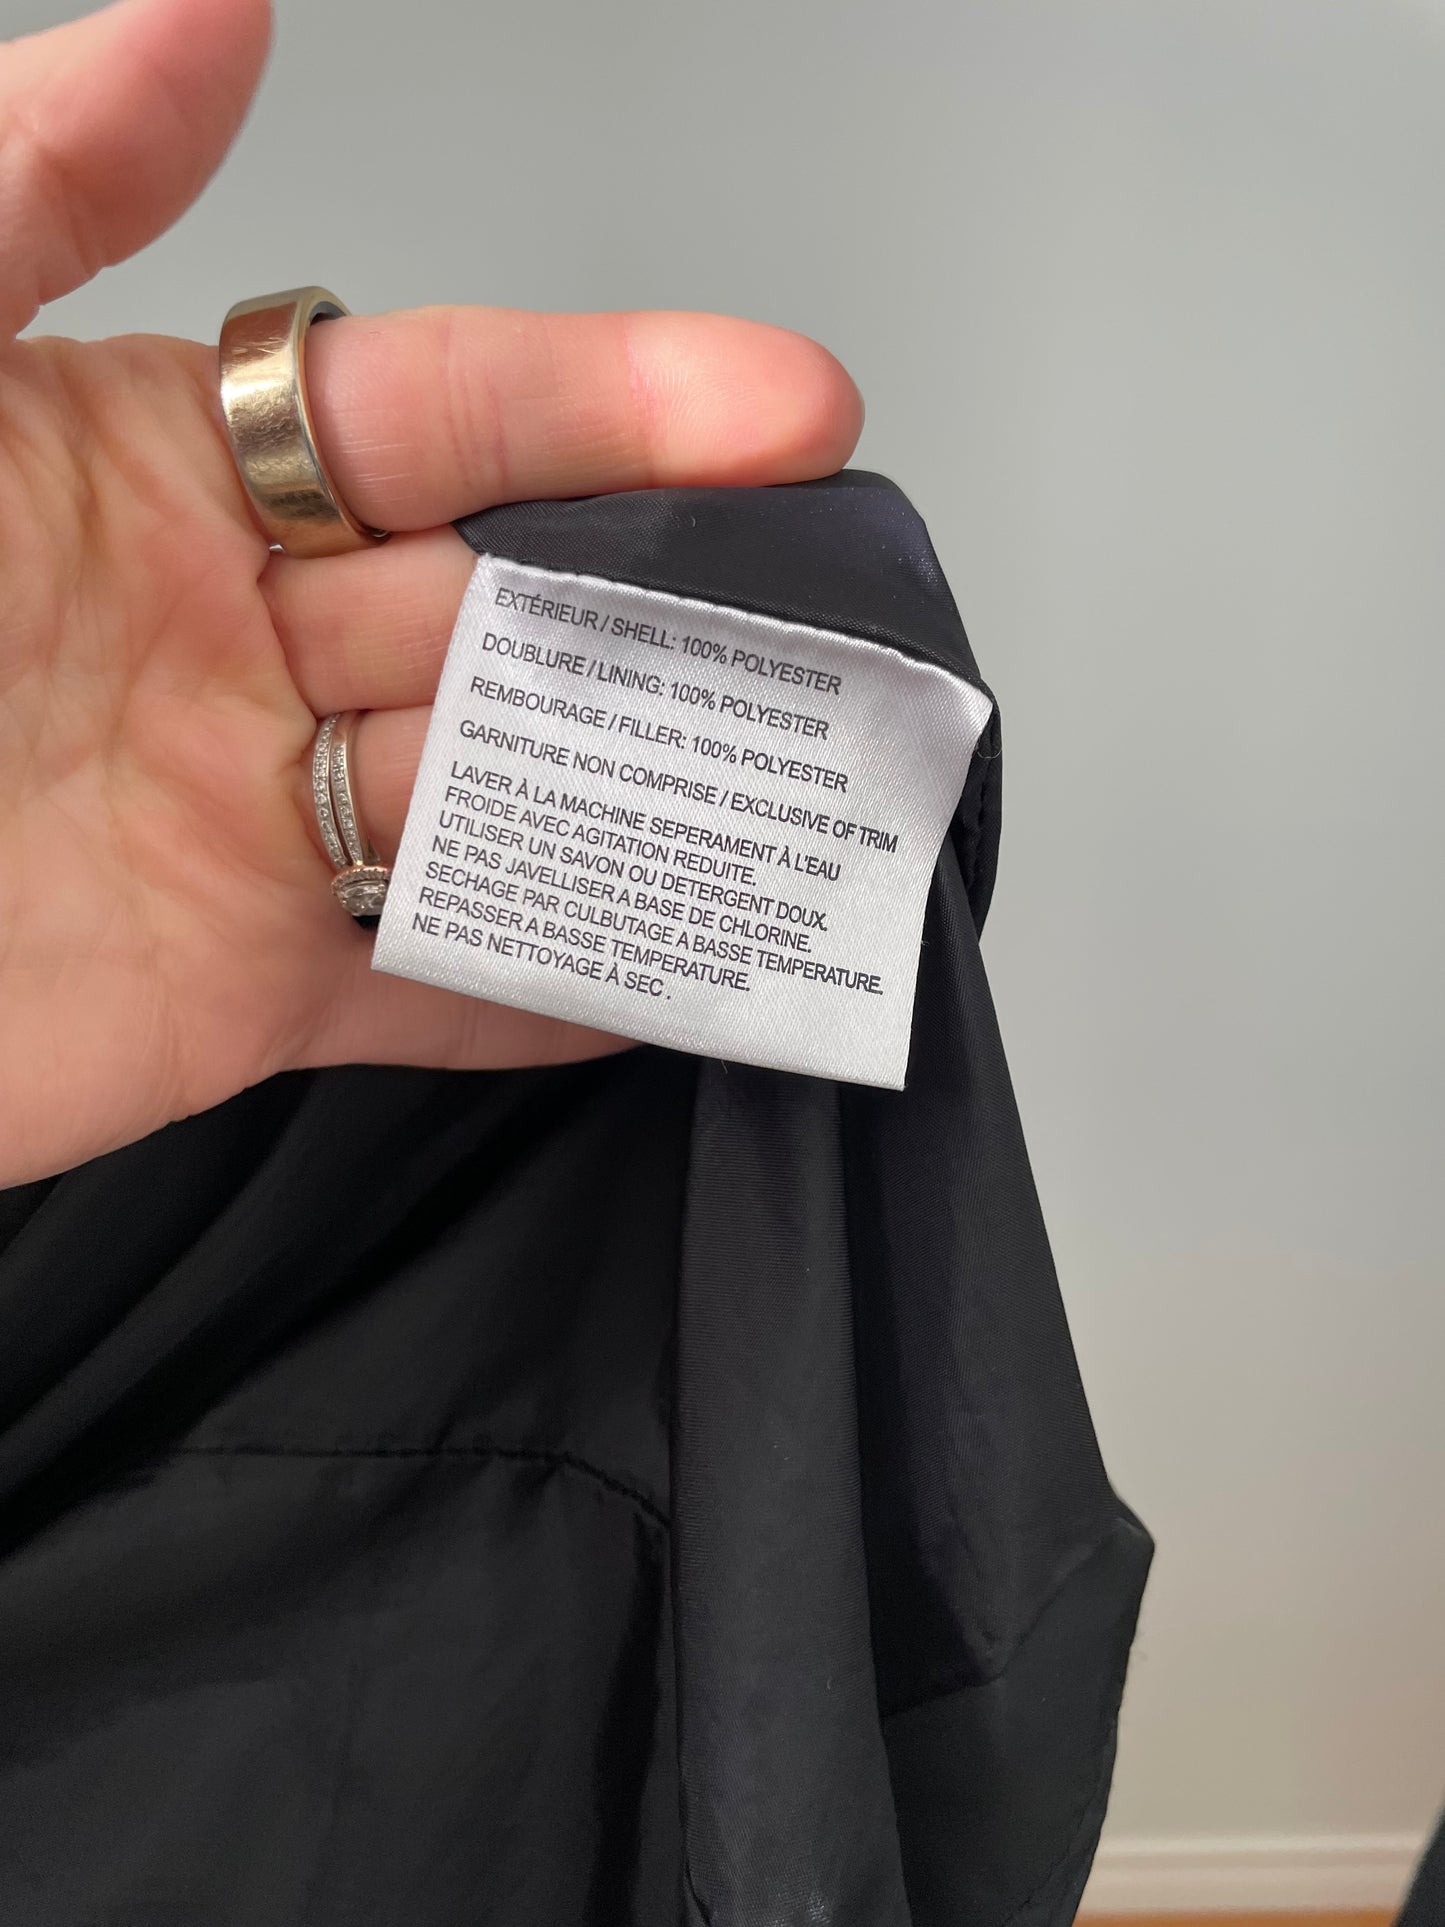 EXTÉRIEUR / SHELL: 100% POLYESTER
DOUBLURE / LINING: 100% POLYESTER
REMBOURAGE / FILLER: 100% POLYESTER
GARNITURE NON COMPRISE / EXCLUSIVE OF TRIM
LAVER À LA MACHINE SEPERAMENT À L'EAU
FROIDE AVEC AGITATION REDUITE.
UTILISER UN SAVON OU DETERGENT DOUX.
NE PAS JAVELLISER A BASE DE CHLORINE.
SECHAGE PAR CULBUTAGE A BASSE TEMPERATURE.
REPASSER A BASSE TEMPERATURE.
NE PAS NETTOYAGE À SEC .